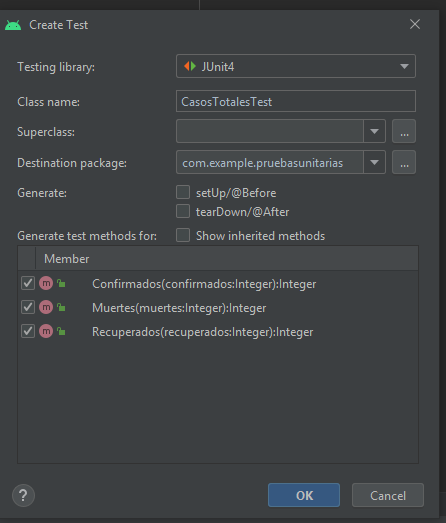 Create Test
Testing library: JUnit4
Class name: CasosTotalesTest
Superclass: ...
Destination package: com.example.pruebasunitarias ...
Generate: setUp/@Before
tearDown/@After
Generate test methods for: Show inherited methods
Member
m Confirmados(confirmados:Integer):Integer
m Muertes(muertes:Integer):Integer
m Recuperados(recuperados:Integer):Integer
? OK Cancel